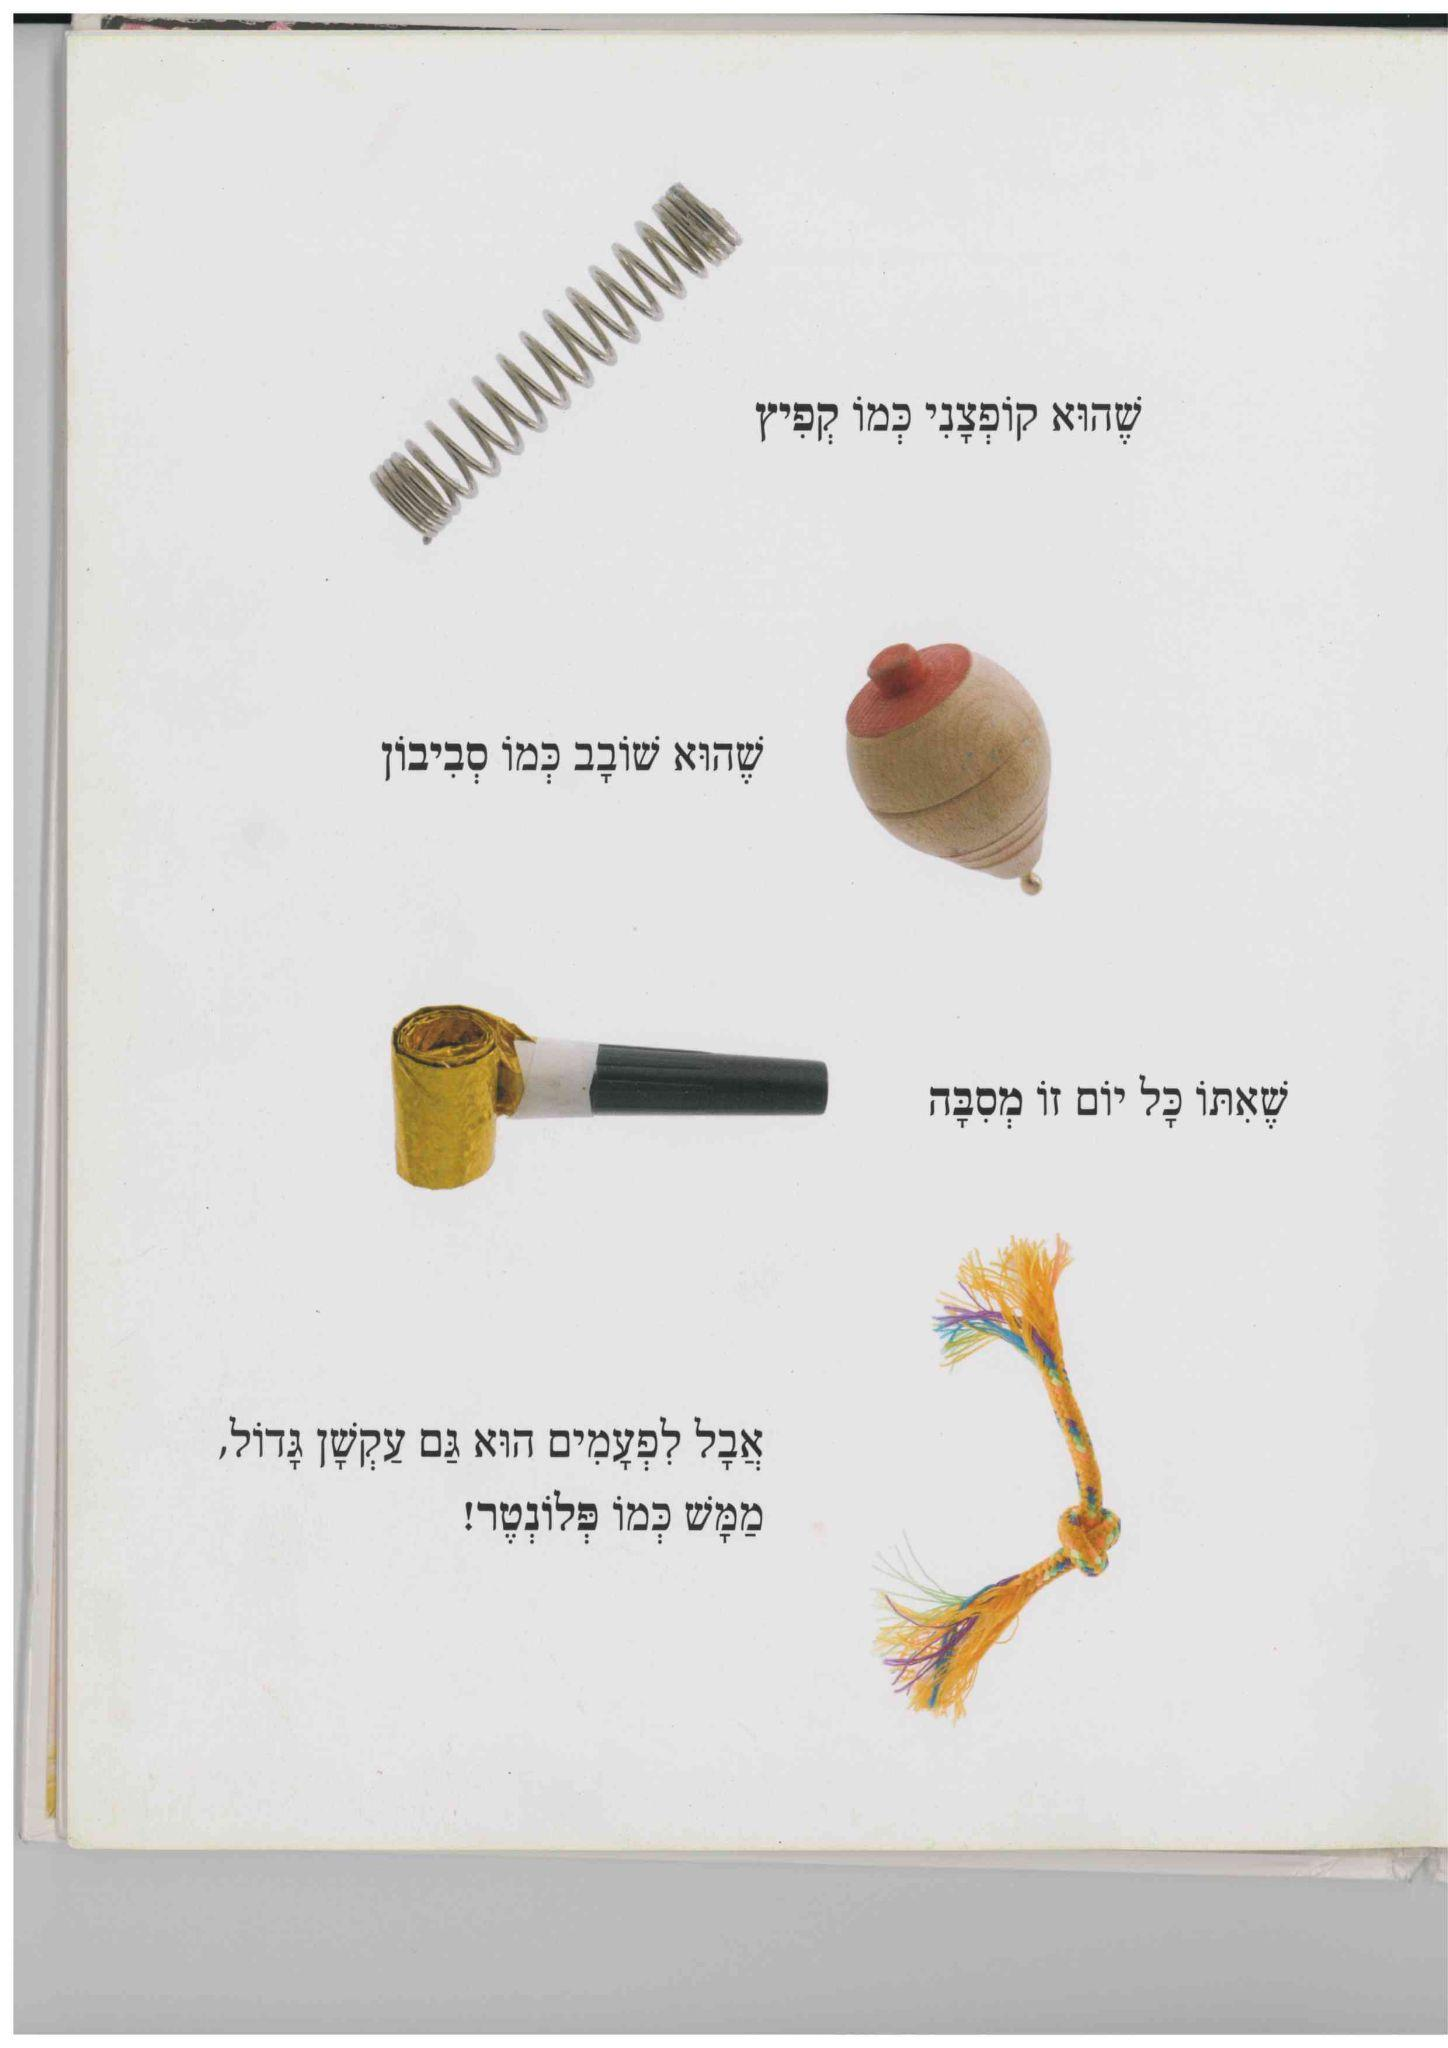 שֶׁהוּא קוֹפְצָנִי כְּמוֹ קְפִיץ
שֶׁהוּא שׁוֹבָב כְּמוֹ סְבִיבוֹן
שֶׁאִתּוֹ כָּל יוֹם זוֹ מְסִבָּה
אֲבָל לִפְעָמִים הוּא גַּם עַקְשָׁן גָּדוֹל,
מַמָּשׁ כְּמוֹ פְּלוֹנְטֶר!